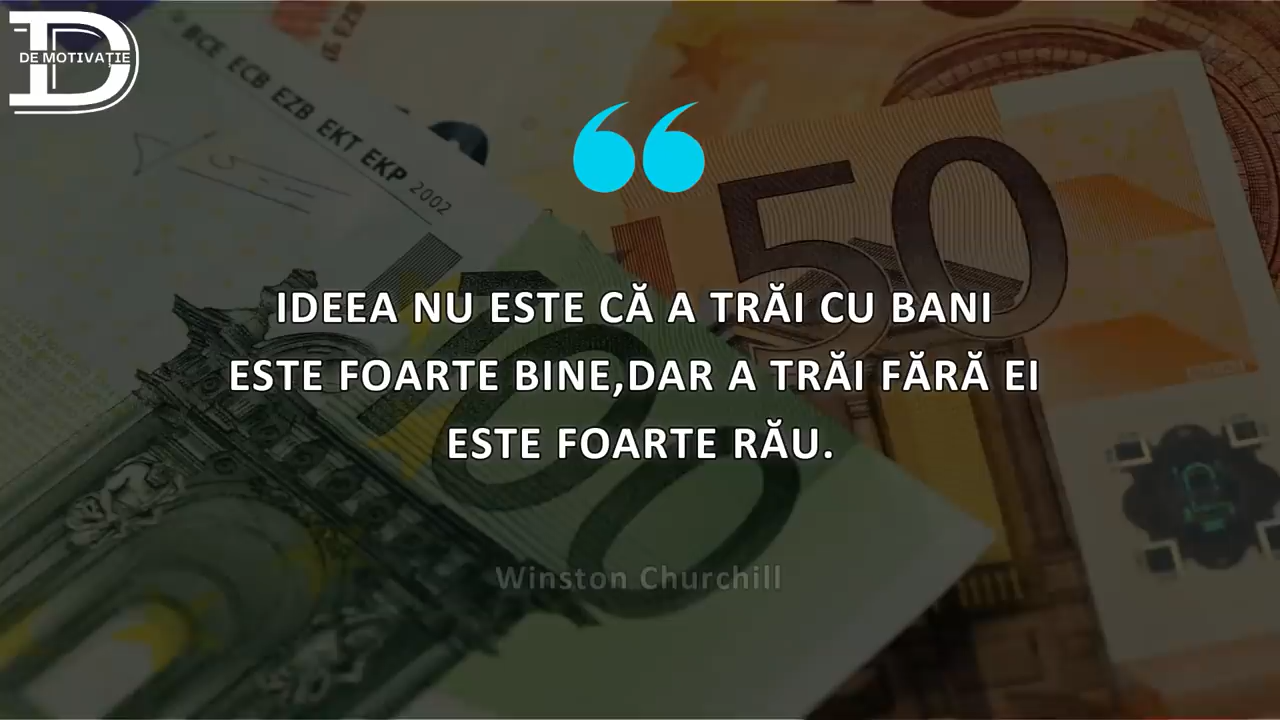 DE MOTIVAȚIE
BCE ECB EZB EKT EKP 2002
50
100
IDEEA NU ESTE CĂ A TRĂI CU BANI
ESTE FOARTE BINE,DAR A TRĂI FĂRĂ EI
ESTE FOARTE RĂU.
Winston Churchill